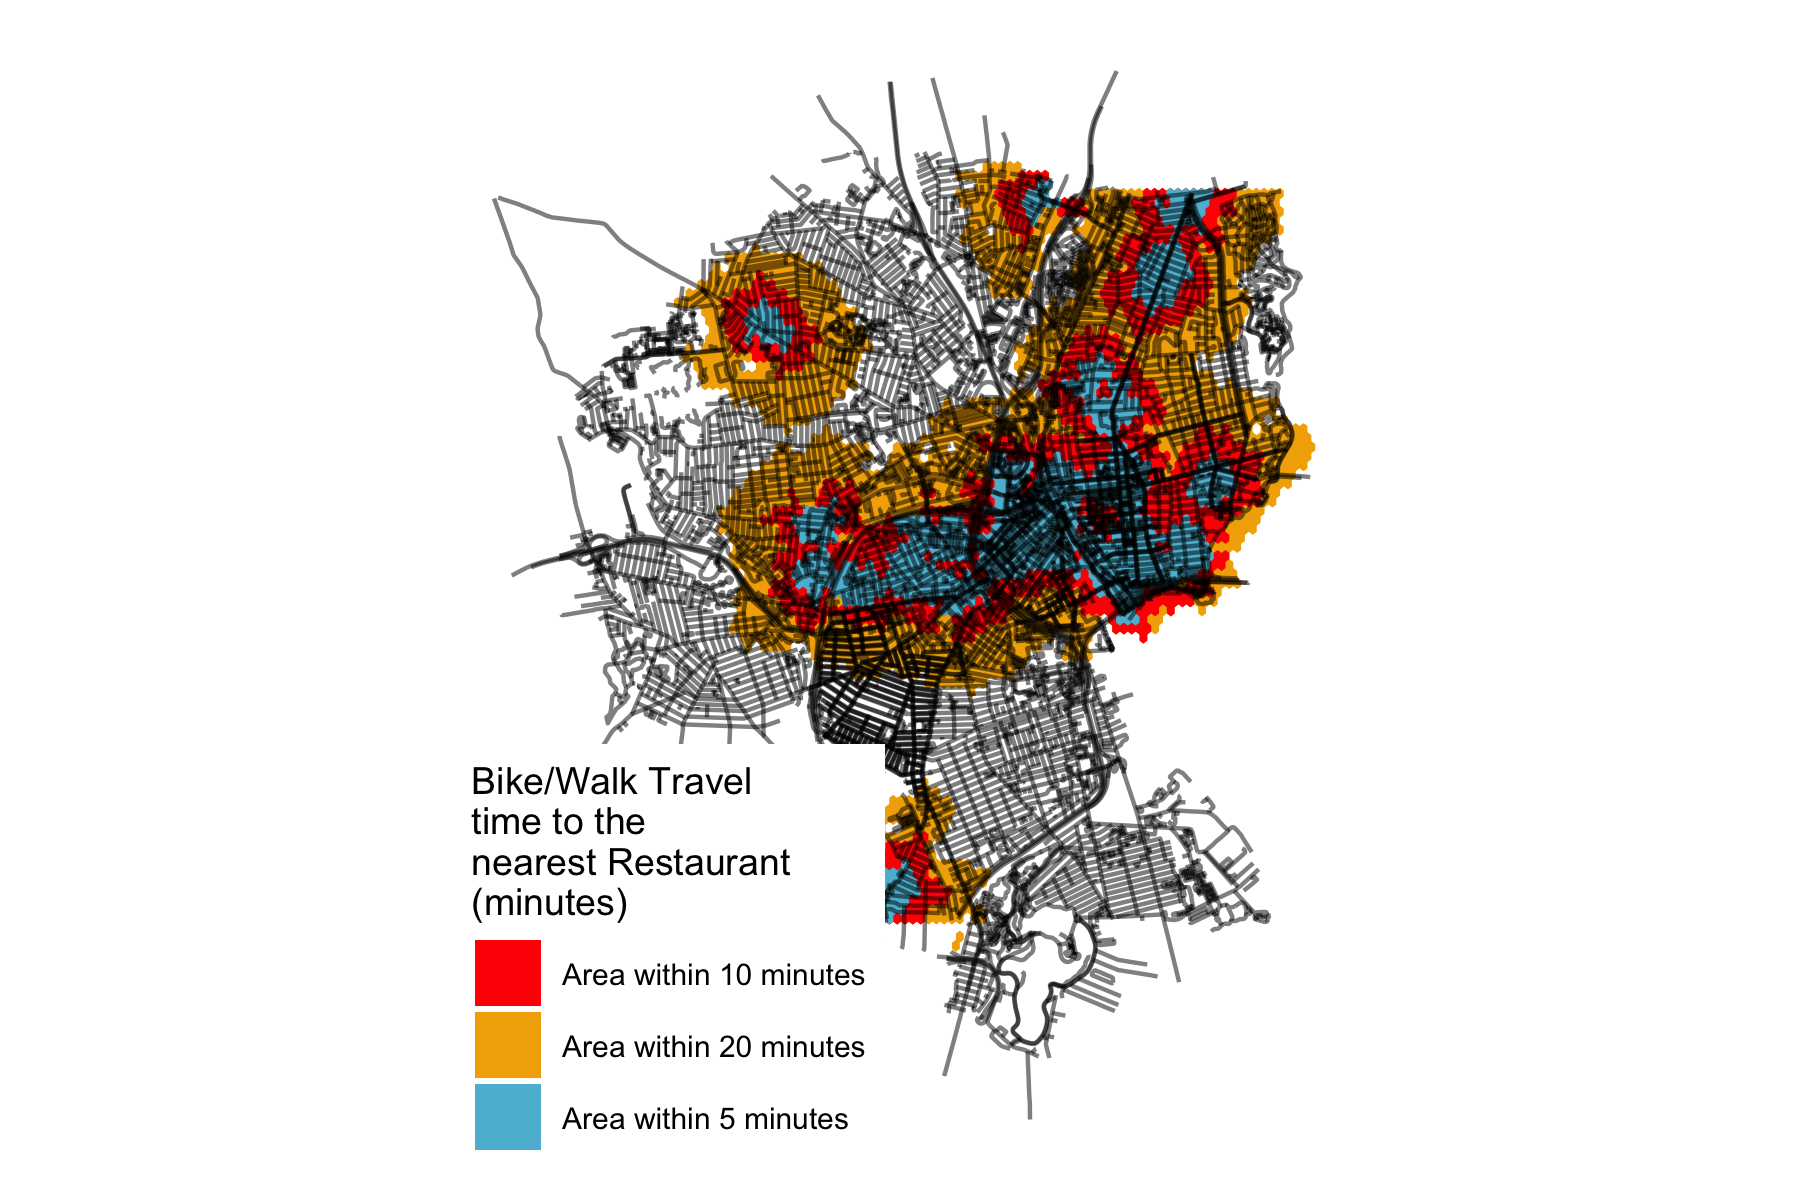 Bike/Walk Travel
time to the
nearest Restaurant
(minutes)
Area within 10 minutes
Area within 20 minutes
Area within 5 minutes